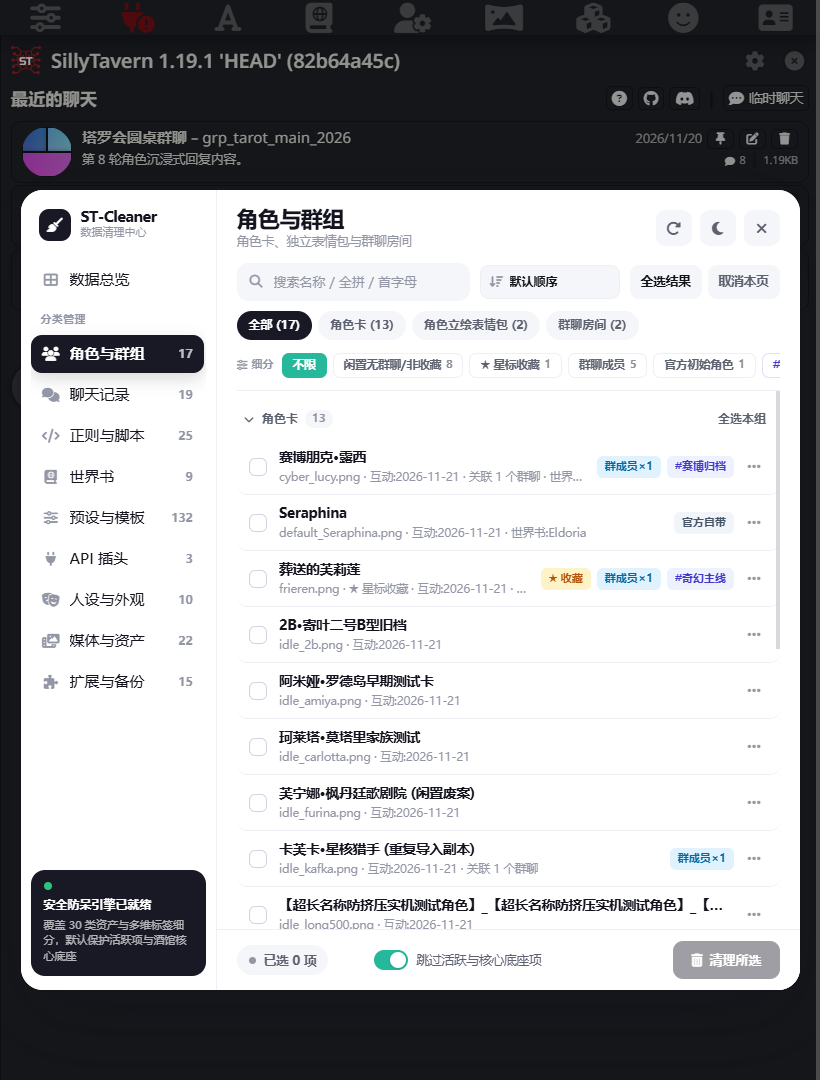 SillyTavern 1.19.1 'HEAD' (82b64a45c)
最近的聊天
临时聊天
塔罗会圆桌群聊 – grp_tarot_main_2026
2026/11/20
第 8 轮角色沉浸式回复内容。
8
1.19KB
ST-Cleaner
数据清理中心
数据总览
分类管理
角色与群组 17
聊天记录 19
正则与脚本 25
世界书 9
预设与模板 132
API 插头 3
人设与外观 10
媒体与资产 22
扩展与备份 15
安全防呆引擎已就绪
覆盖 30 类资产与多维标签细
分，默认保护活跃项与酒馆核
心底座
角色与群组
角色卡、独立表情包与群聊房间
搜索名称 / 全拼 / 首字母
默认顺序
全选结果
取消本页
全部 (17)
角色卡 (13)
角色立绘表情包 (2)
群聊房间 (2)
细分
不限
闲置无群聊/非收藏 8
★ 星标收藏 1
群聊成员 5
官方初始角色 1
#
角色卡 13
全选本组
赛博朋克•露西
cyber_lucy.png · 互动:2026-11-21 · 关联 1 个群聊 · 世界...
群成员×1
#赛博归档
Seraphina
default_Seraphina.png · 互动:2026-11-21 · 世界书:Eldoria
官方自带
葬送的芙莉莲
frieren.png · ★ 星标收藏 · 互动:2026-11-21 · ...
★ 收藏
群成员×1
#奇幻主线
2B•寄叶二号B型旧档
idle_2b.png · 互动:2026-11-21
阿米娅•罗德岛早期测试卡
idle_amiya.png · 互动:2026-11-21
珂莱塔•莫塔里家族测试
idle_carlotta.png · 互动:2026-11-21
芙宁娜•枫丹廷歌剧院 (闲置废案)
idle_furina.png · 互动:2026-11-21
卡芙卡•星核猎手 (重复导入副本)
idle_kafka.png · 互动:2026-11-21 · 关联 1 个群聊
群成员×1
【超长名称防挤压实机测试角色】_【超长名称防挤压实机测试角色】_【...
idle_long500.png · 互动:2026-11-21
已选 0 项
跳过活跃与核心底座项
清理所选